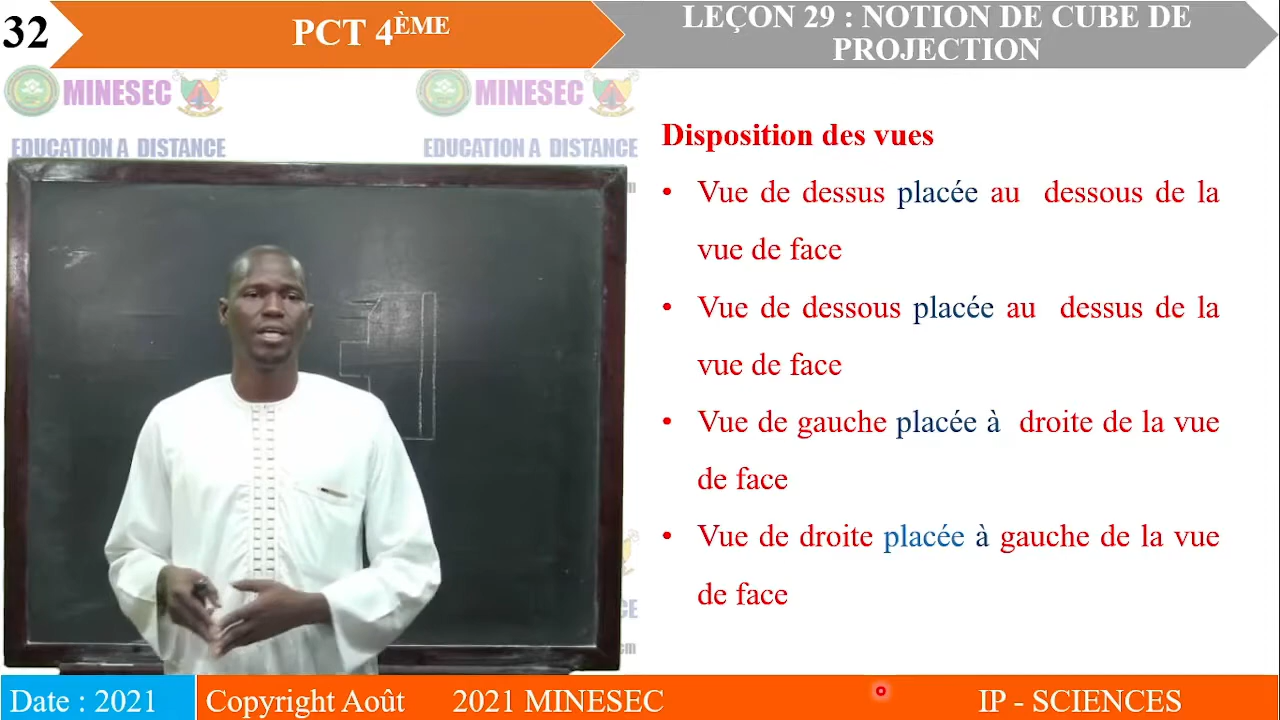 32
PCT 4ÈME
LEÇON 29 : NOTION DE CUBE DE
PROJECTION
MINESEC
MINESEC
EDUCATION A DISTANCE
EDUCATION A DISTANCE
Disposition des vues
• Vue de dessus placée au dessous de la
vue de face
• Vue de dessous placée au dessus de la
vue de face
• Vue de gauche placée à droite de la vue
de face
• Vue de droite placée à gauche de la vue
de face
Date : 2021
Copyright Août 2021 MINESEC
IP - SCIENCES